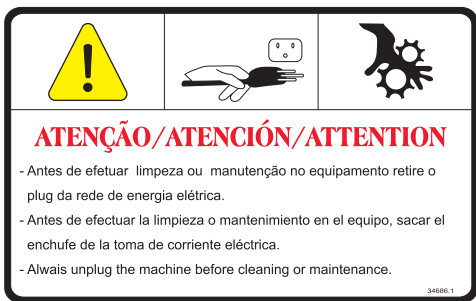 ATENÇÃO/ATENCIÓN/ATTENTION
- Antes de efetuar limpeza ou manutenção no equipamento retire o
plug da rede de energia elétrica.
- Antes de efectuar la limpieza o mantenimiento en el equipo, sacar el
enchufe de la toma de corriente eléctrica.
- Alwais unplug the machine before cleaning or maintenance.
34686.1